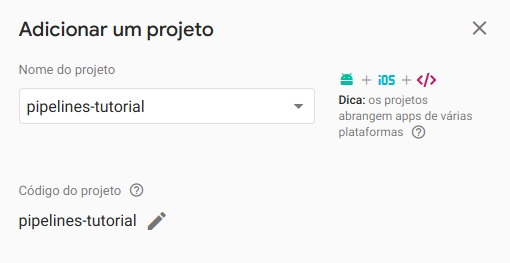 Adicionar um projeto
Nome do projeto
pipelines-tutorial
+ iOS + </>
Dica: os projetos
abrangem apps de várias
plataformas ?
Código do projeto ?
pipelines-tutorial